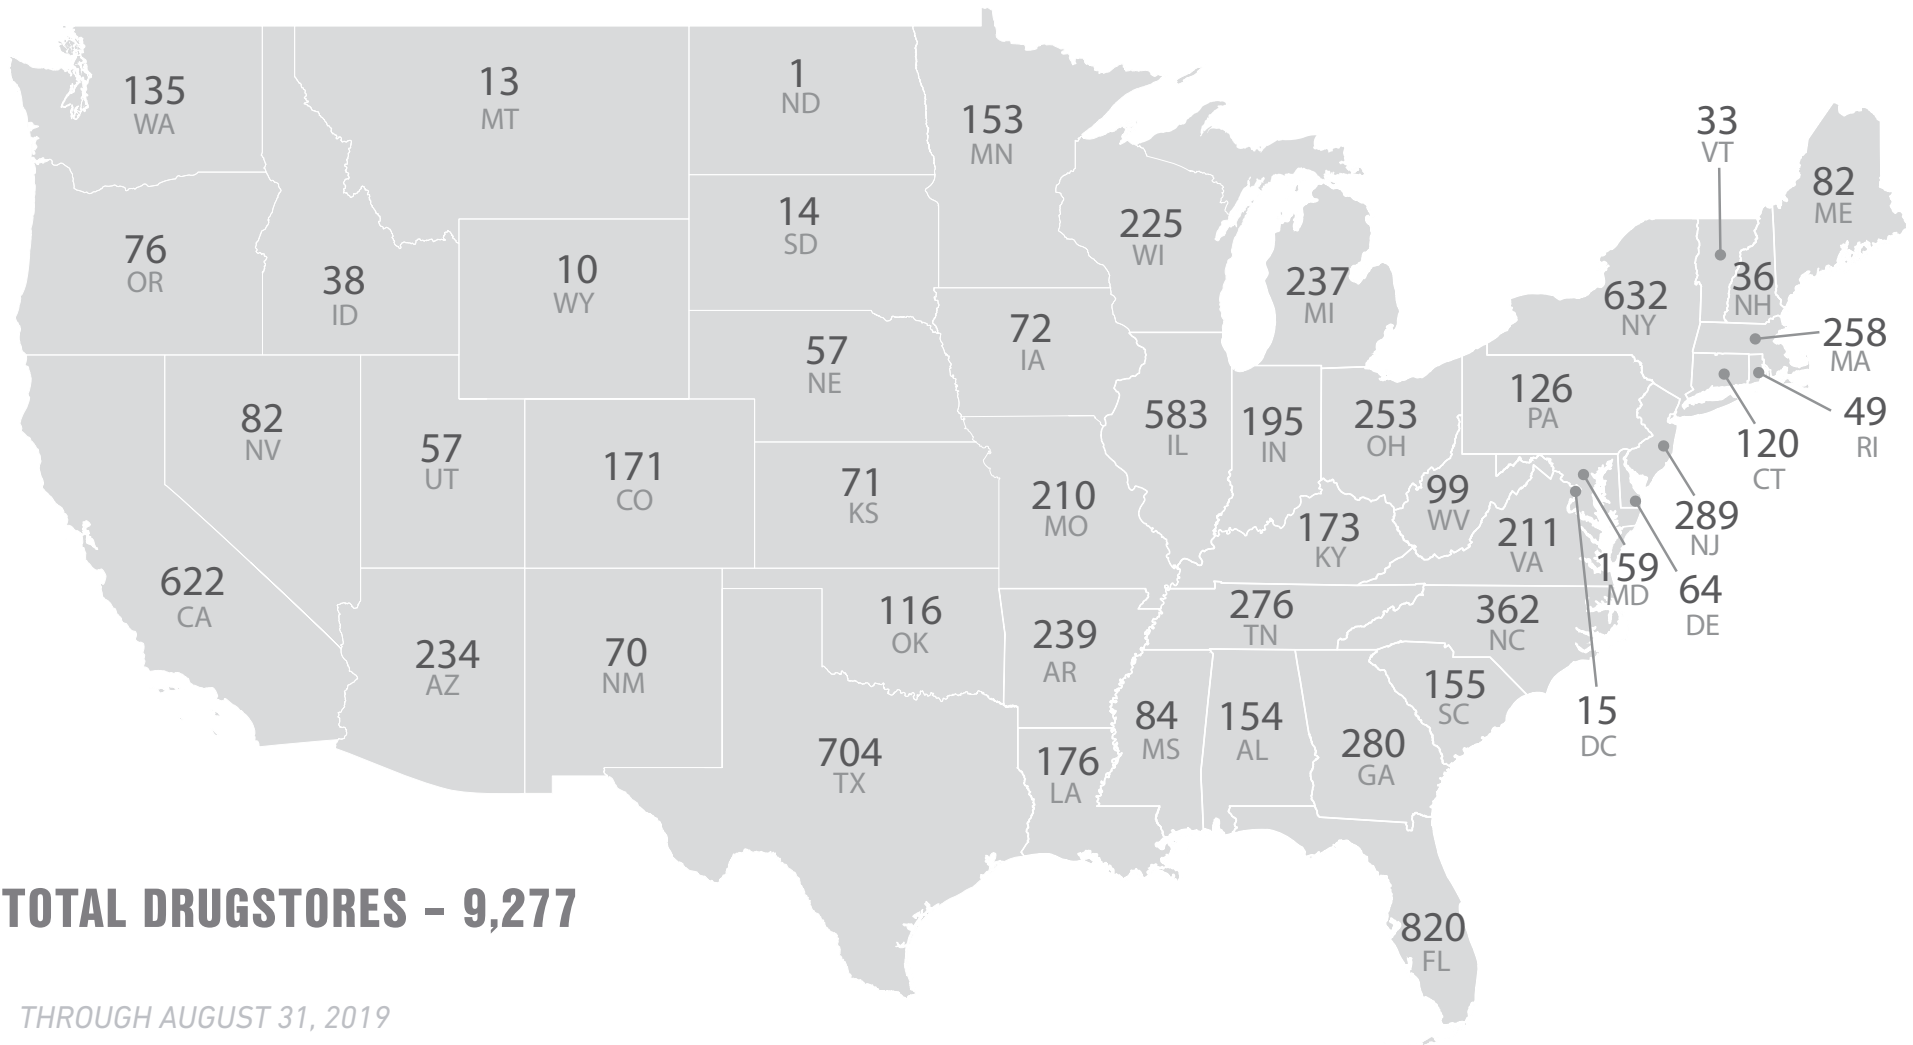 135
WA
13
MT
1
ND
153
MN
33
VT
82
ME
76
OR
38
ID
10
WY
14
SD
225
WI
237
MI
632
NY
36
NH
258
MA
72
IA
57
NE
82
NV
57
UT
171
CO
71
KS
210
MO
583
IL
195
IN
253
OH
126
PA
49
RI
120
CT
99
WV
173
KY
211
VA
289
NJ
159
MD
64
DE
622
CA
234
AZ
70
NM
116
OK
239
AR
276
TN
362
NC
155
SC
15
DC
704
TX
176
LA
84
MS
154
AL
280
GA
820
FL
TOTAL DRUGSTORES – 9,277
THROUGH AUGUST 31, 2019